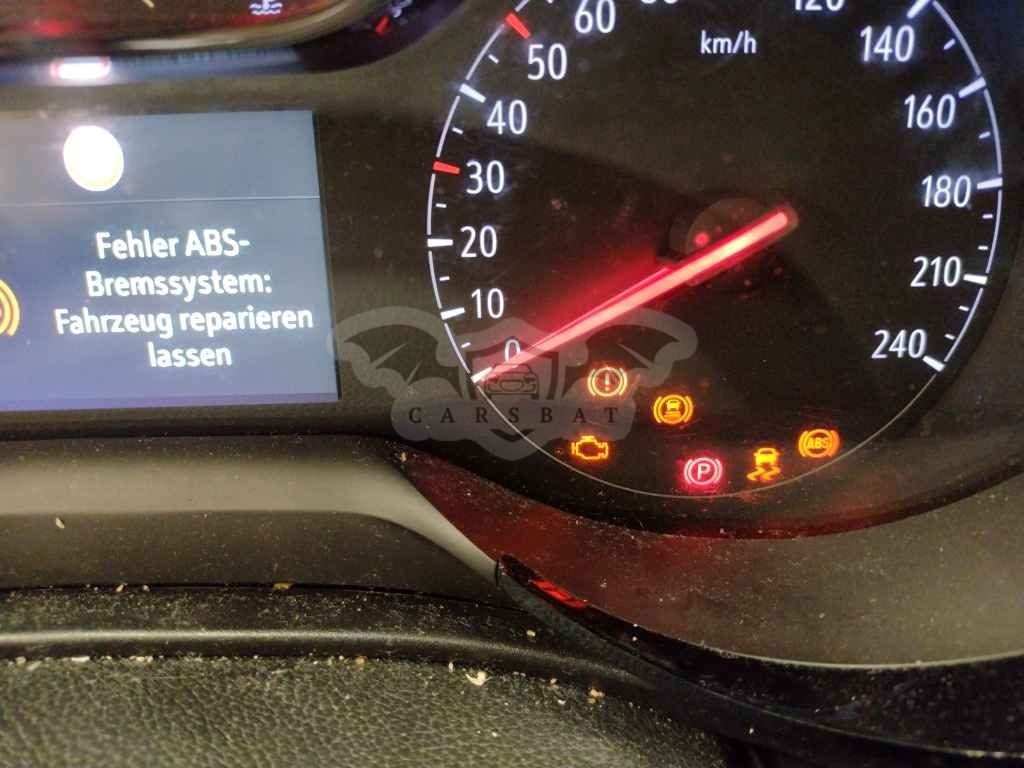 60
120
km/h
50
140
40
160
30
180
Fehler ABS-
Bremssystem:
Fahrzeug reparieren
lassen
20
210
10
0
240
CARSBAT
P
ABS